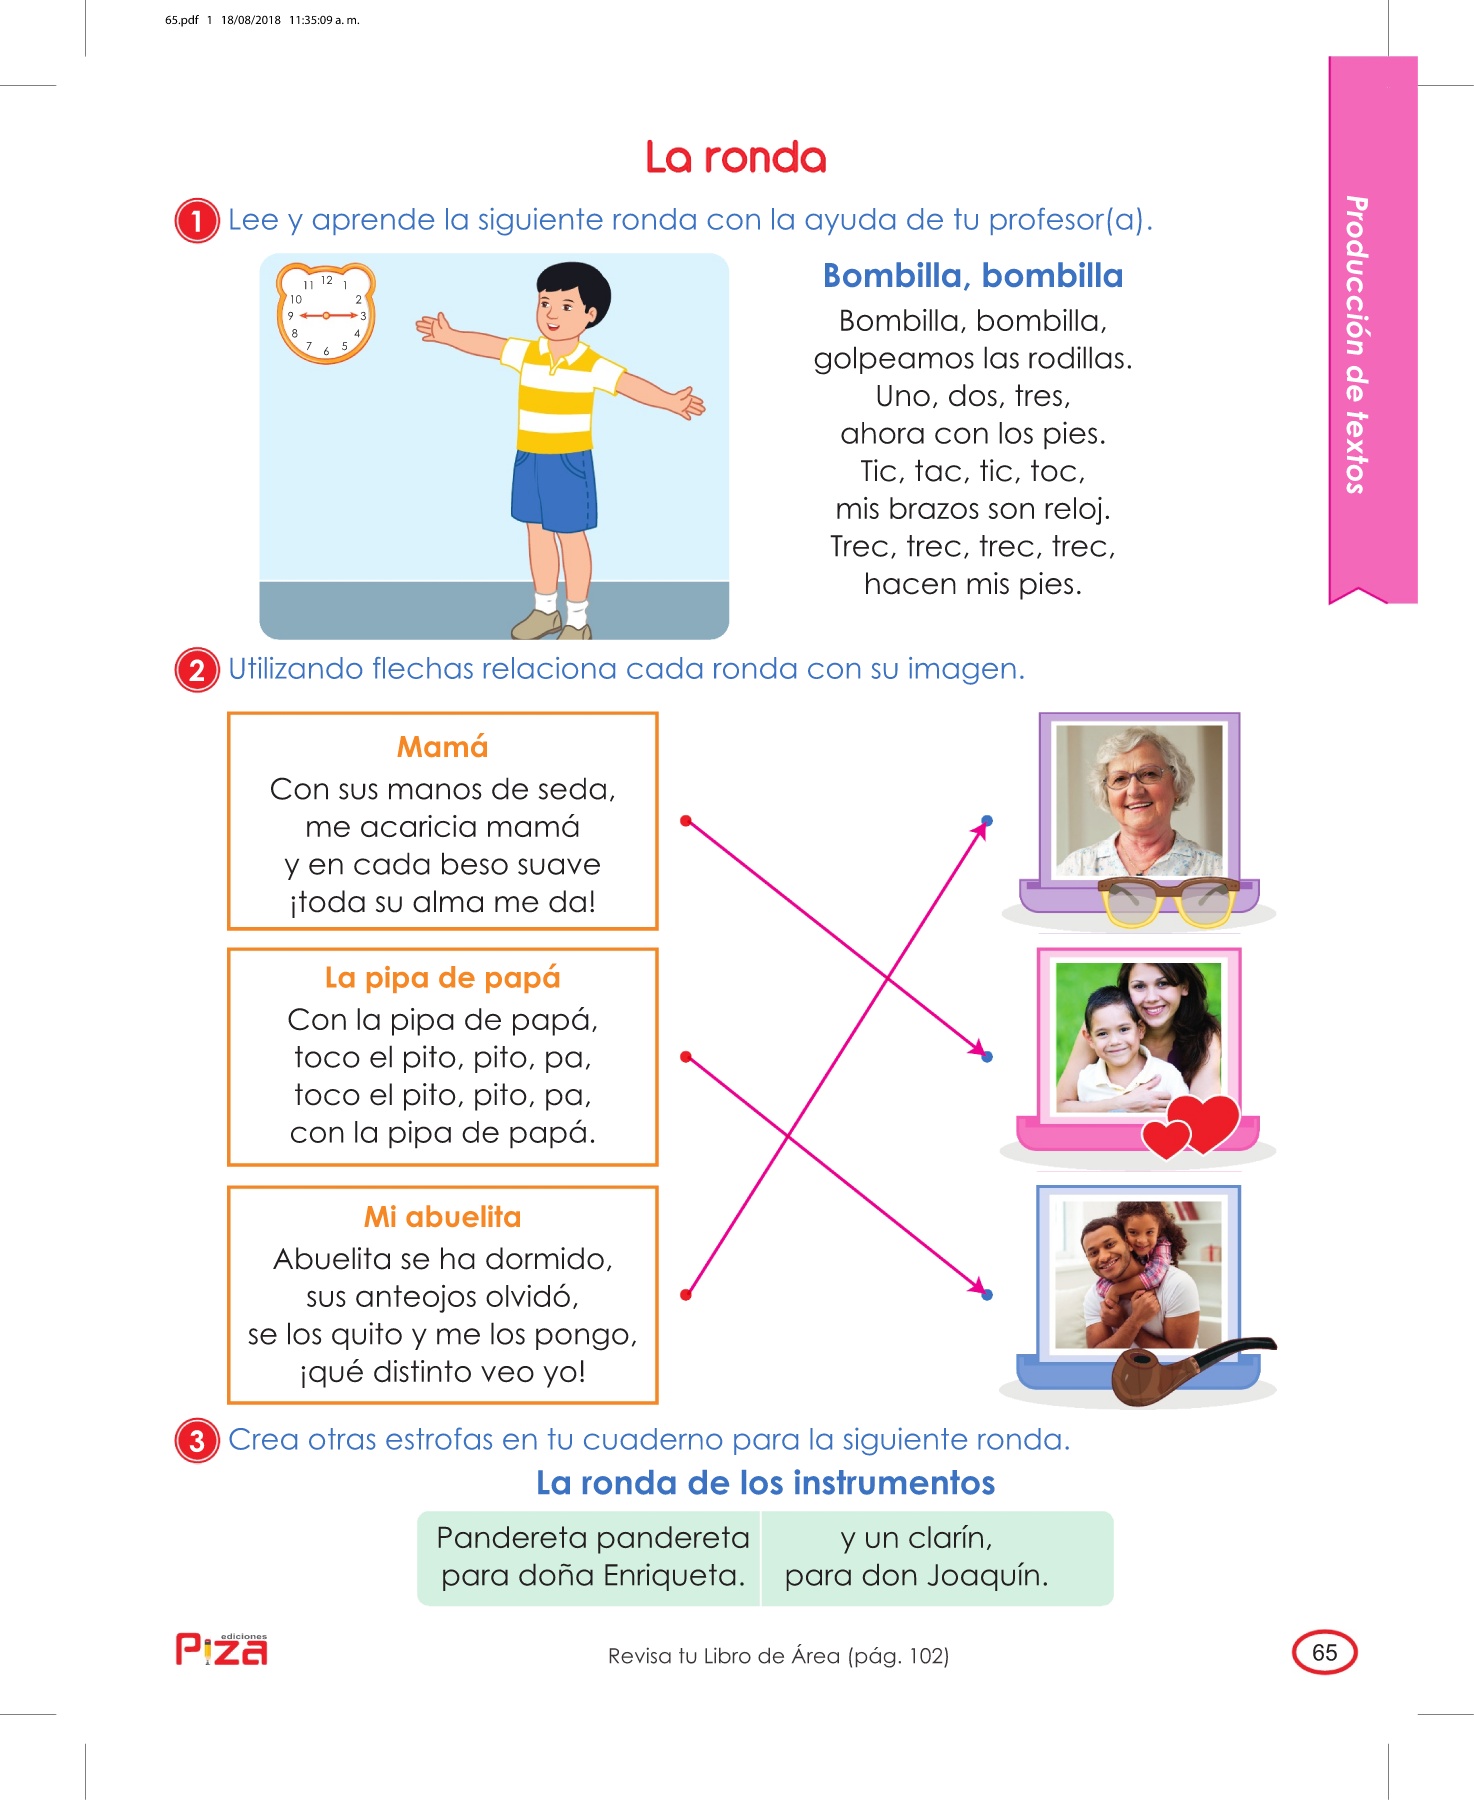 65.pdf 1 18/08/2018 11:35:09 a. m.
La ronda
1 Lee y aprende la siguiente ronda con la ayuda de tu profesor(a).
11 12 1
10 2
9 3
8 4
7 6 5
Bombilla, bombilla
Bombilla, bombilla,
golpeamos las rodillas.
Uno, dos, tres,
ahora con los pies.
Tic, tac, tic, toc,
mis brazos son reloj.
Trec, trec, trec, trec,
hacen mis pies.
Producción de textos
2 Utilizando flechas relaciona cada ronda con su imagen.
Mamá
Con sus manos de seda,
me acaricia mamá
y en cada beso suave
¡toda su alma me da!
La pipa de papá
Con la pipa de papá,
toco el pito, pito, pa,
toco el pito, pito, pa,
con la pipa de papá.
Mi abuelita
Abuelita se ha dormido,
sus anteojos olvidó,
se los quito y me los pongo,
¡qué distinto veo yo!
3 Crea otras estrofas en tu cuaderno para la siguiente ronda.
La ronda de los instrumentos
Pandereta pandereta
para doña Enriqueta.
y un clarín,
para don Joaquín.
ediciones
Piza
Revisa tu Libro de Área (pág. 102)
65